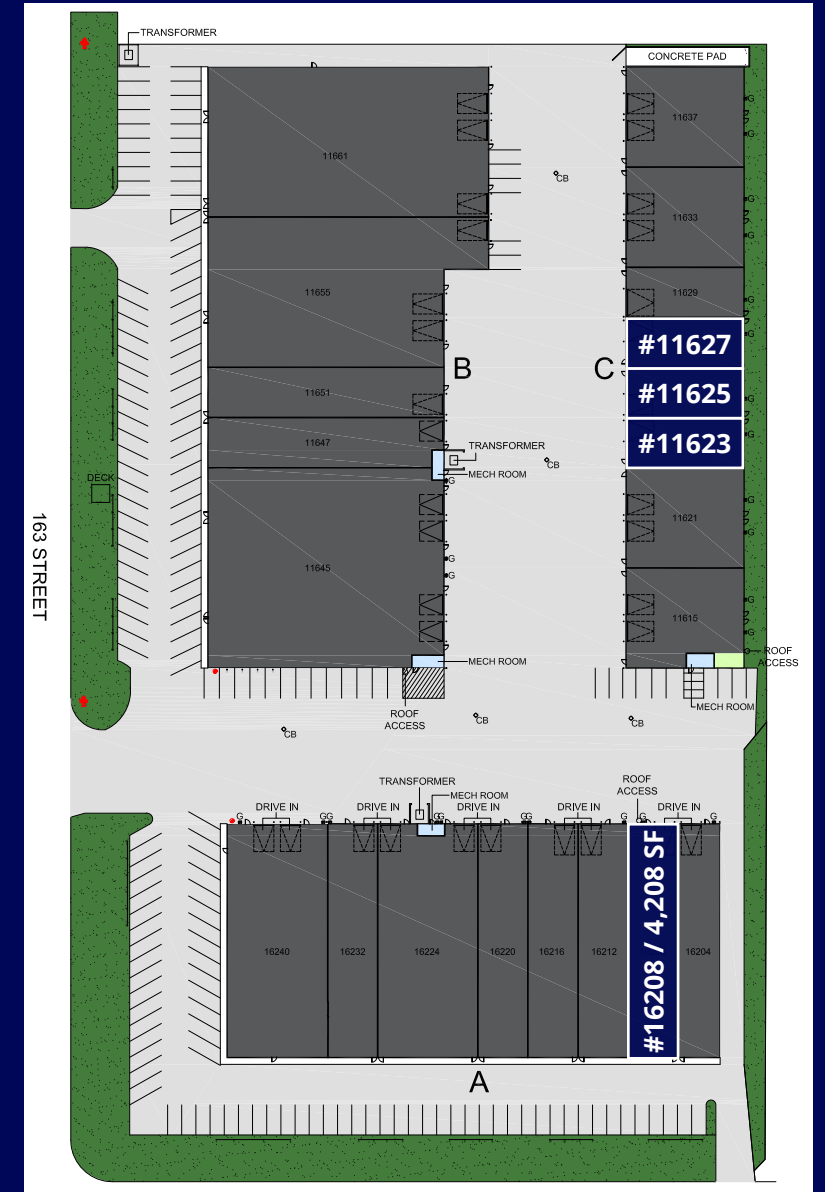 TRANSFORMER
CONCRETE PAD
G
11637
G
11661
CB
G
11633
G
11655
11629
G
#11627
B
C
11651
#11625
G
11647
TRANSFORMER
#11623
G
MECH ROOM
CB
DECK
G
G
163 STREET
11621
G
11645
G
G
G
11615
G
MECH ROOM
ROOF
ACCESS
ROOF
ACCESS
MECH ROOM
CB
CB
CB
TRANSFORMER
MECH ROOM
ROOF
ACCESS
DRIVE IN
DRIVE IN
DRIVE IN
DRIVE IN
DRIVE IN
G
GG
GG
GG
G
G
G
16240
16232
16224
16220
16216
16212
#16208 / 4,208 SF
16204
A